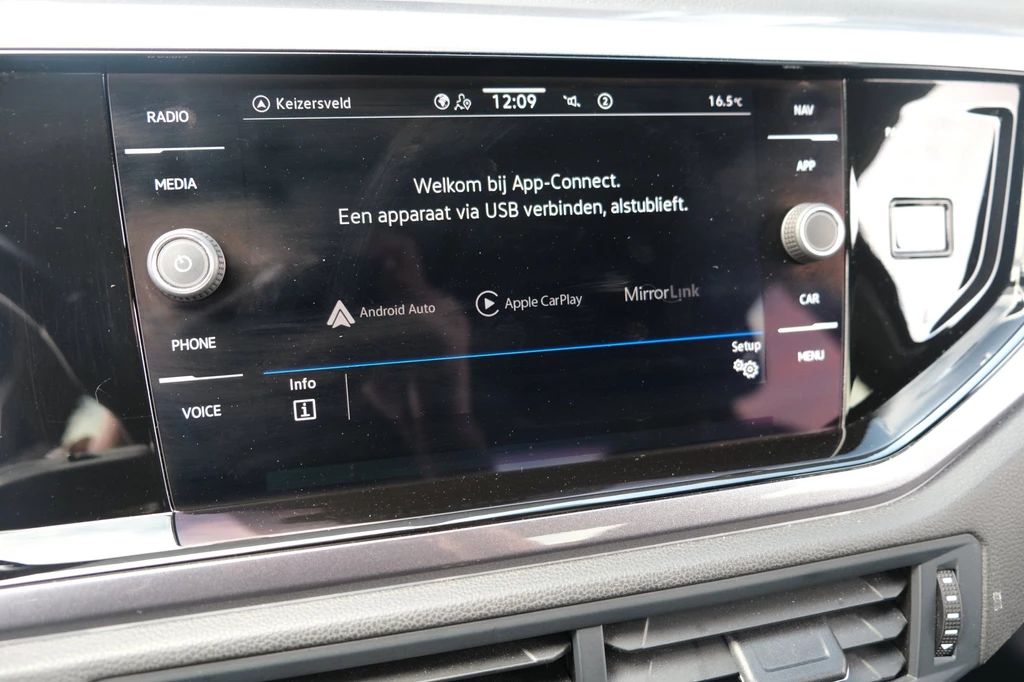 RADIO
MEDIA
PHONE
VOICE
Keizersveld
12:09
2
16.5°C
Welkom bij App-Connect.
Een apparaat via USB verbinden, alstublieft.
Android Auto
Apple CarPlay
MirrorLink
Info
i
Setup
NAV
APP
CAR
MENU